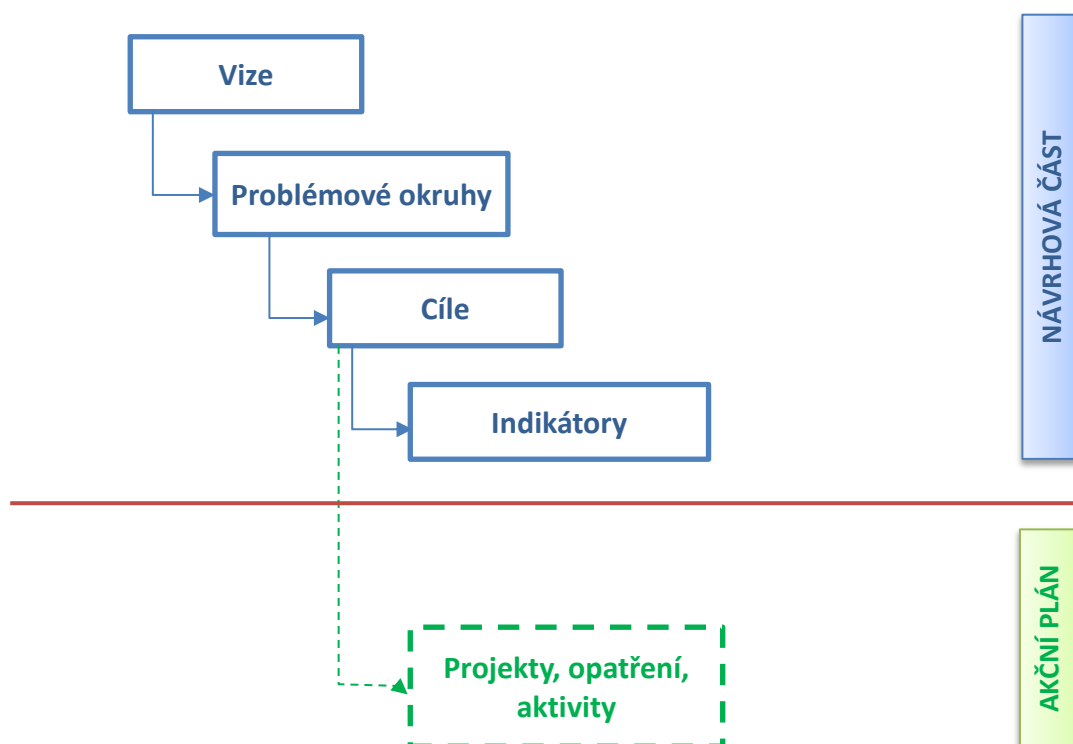 Vize
Problémové okruhy
Cíle
Indikátory
NÁVRHOVÁ ČÁST
Projekty, opatření,
aktivity
AKČNÍ PLÁN